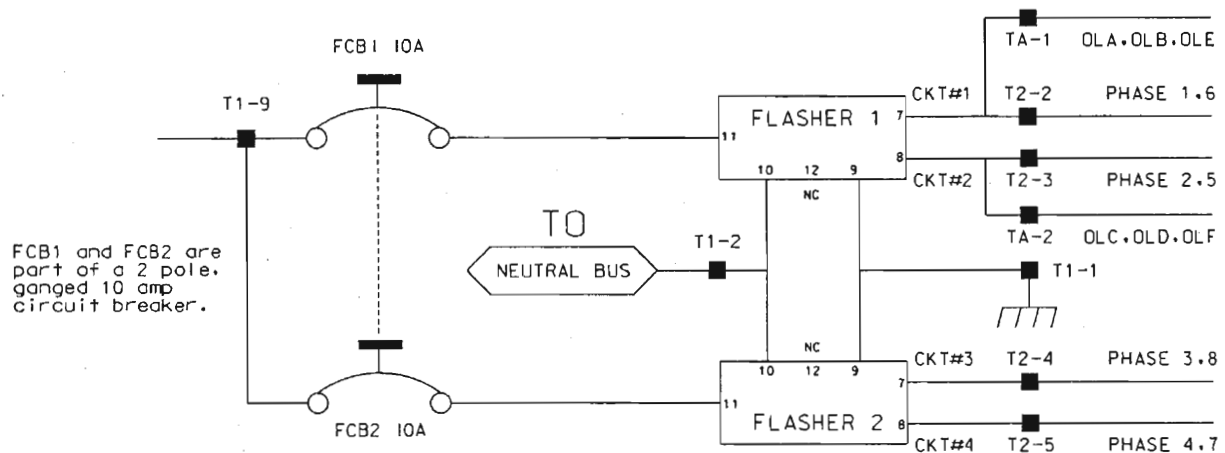 FCB1 10A
TA-1 OLA.OLB.OLE
T1-9
CKT#1 T2-2 PHASE 1.6
FLASHER 1
7
11
8
10 12 9
NC
CKT#2 T2-3 PHASE 2.5
TA-2 OLC.OLD.OLF
TO
NEUTRAL BUS
T1-2
T1-1
FCB1 and FCB2 are
part of a 2 pole.
ganged 10 amp
circuit breaker.
NC
10 12 9
CKT#3 T2-4 PHASE 3.8
7
11
FLASHER 2
8
FCB2 10A
CKT#4 T2-5 PHASE 4.7